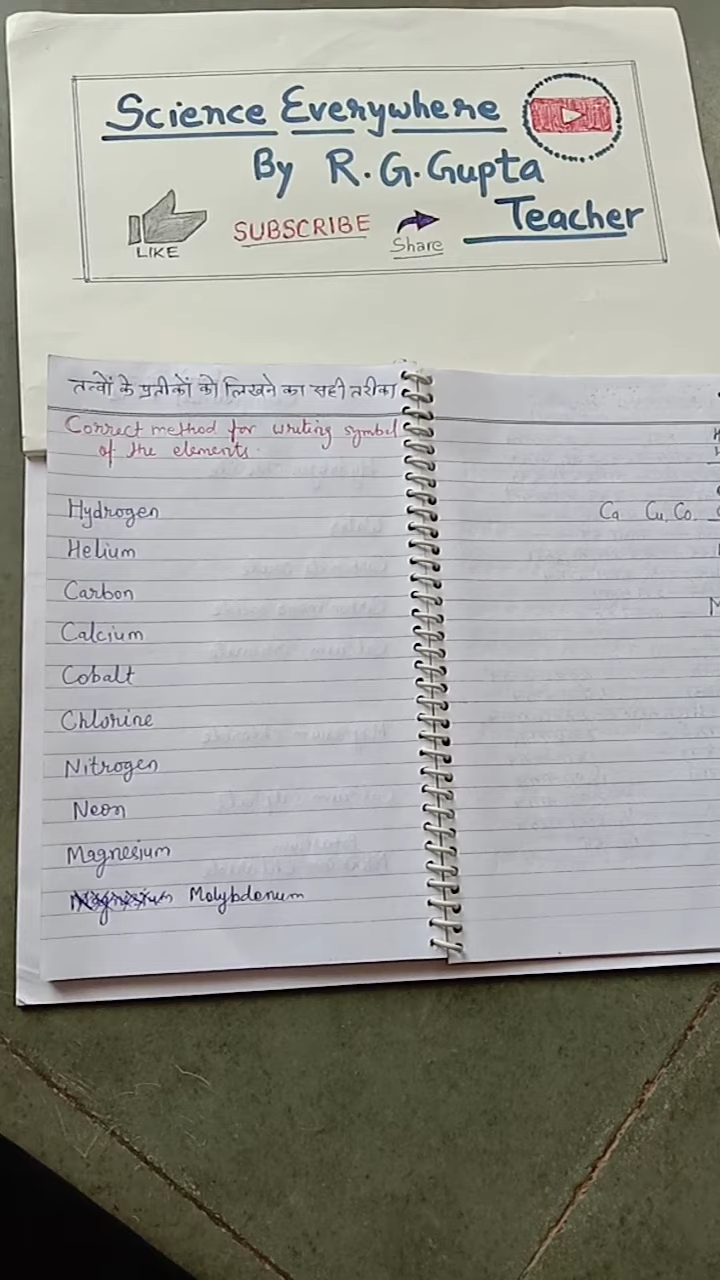 Science Everywhere
By R.G.Gupta
Teacher
LIKE
SUBSCRIBE
Share
तत्वों के प्रतीकों को लिखने का सही तरीका
Correct method for writing symbol
of the elements.
Hydrogen
Helium
Carbon
Calcium
Cobalt
Chlorine
Nitrogen
Neon
Magnesium
Molybdenum
Ca Cu, Co